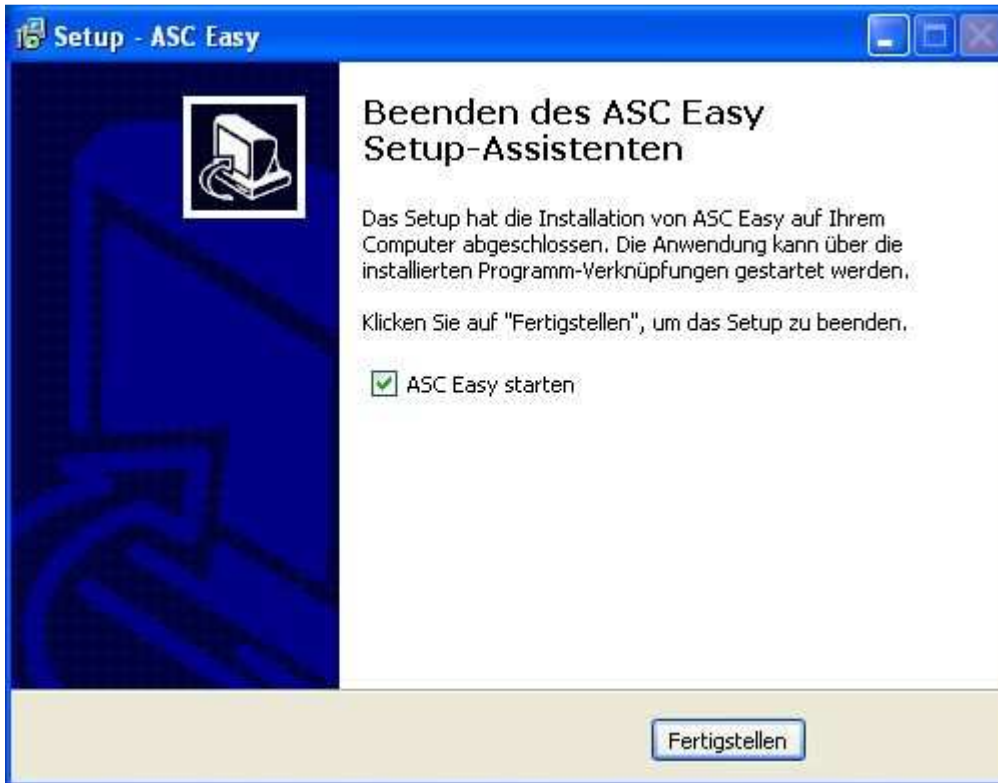 Setup - ASC Easy
Beenden des ASC Easy
Setup-Assistenten
Das Setup hat die Installation von ASC Easy auf Ihrem
Computer abgeschlossen. Die Anwendung kann über die
installierten Programm-Verknüpfungen gestartet werden.
Klicken Sie auf "Fertigstellen", um das Setup zu beenden.
ASC Easy starten
Fertigstellen